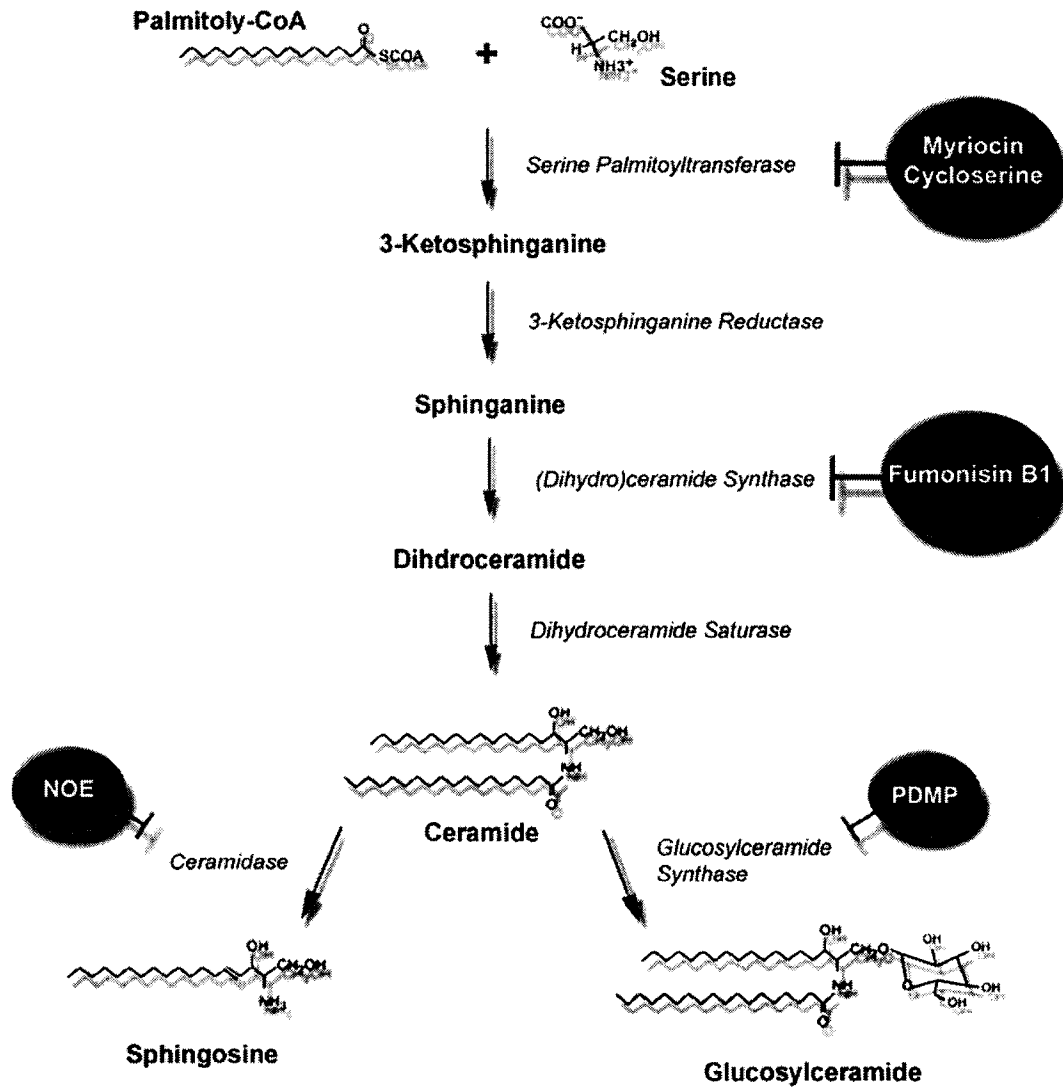 Palmitoly-CoA
O
SCOA
+
COO⁻
CH₂OH
H
NH3⁺
Serine
Serine Palmitoyltransferase
Myriocin
Cycloserine
3-Ketosphinganine
3-Ketosphinganine Reductase
Sphinganine
(Dihydro)ceramide Synthase
Fumonisin B1
Dihdroceramide
Dihydroceramide Saturase
OH
CH₂OH
NH
O
Ceramide
NOE
Ceramidase
PDMP
Glucosylceramide
Synthase
OH
CH₂OH
NH₃
Sphingosine
OH
CH₂O
NH
O
OH
OH
O
OH
OH
Glucosylceramide